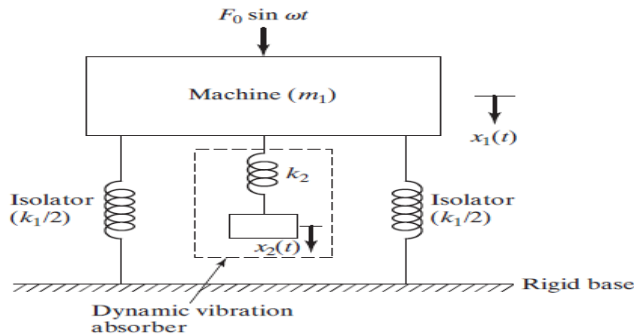 F₀ sin ωt
Machine (m₁)
x₁(t)
k₂
Isolator
(k₁/2)
Isolator
(k₁/2)
x₂(t)
Rigid base
Dynamic vibration
absorber